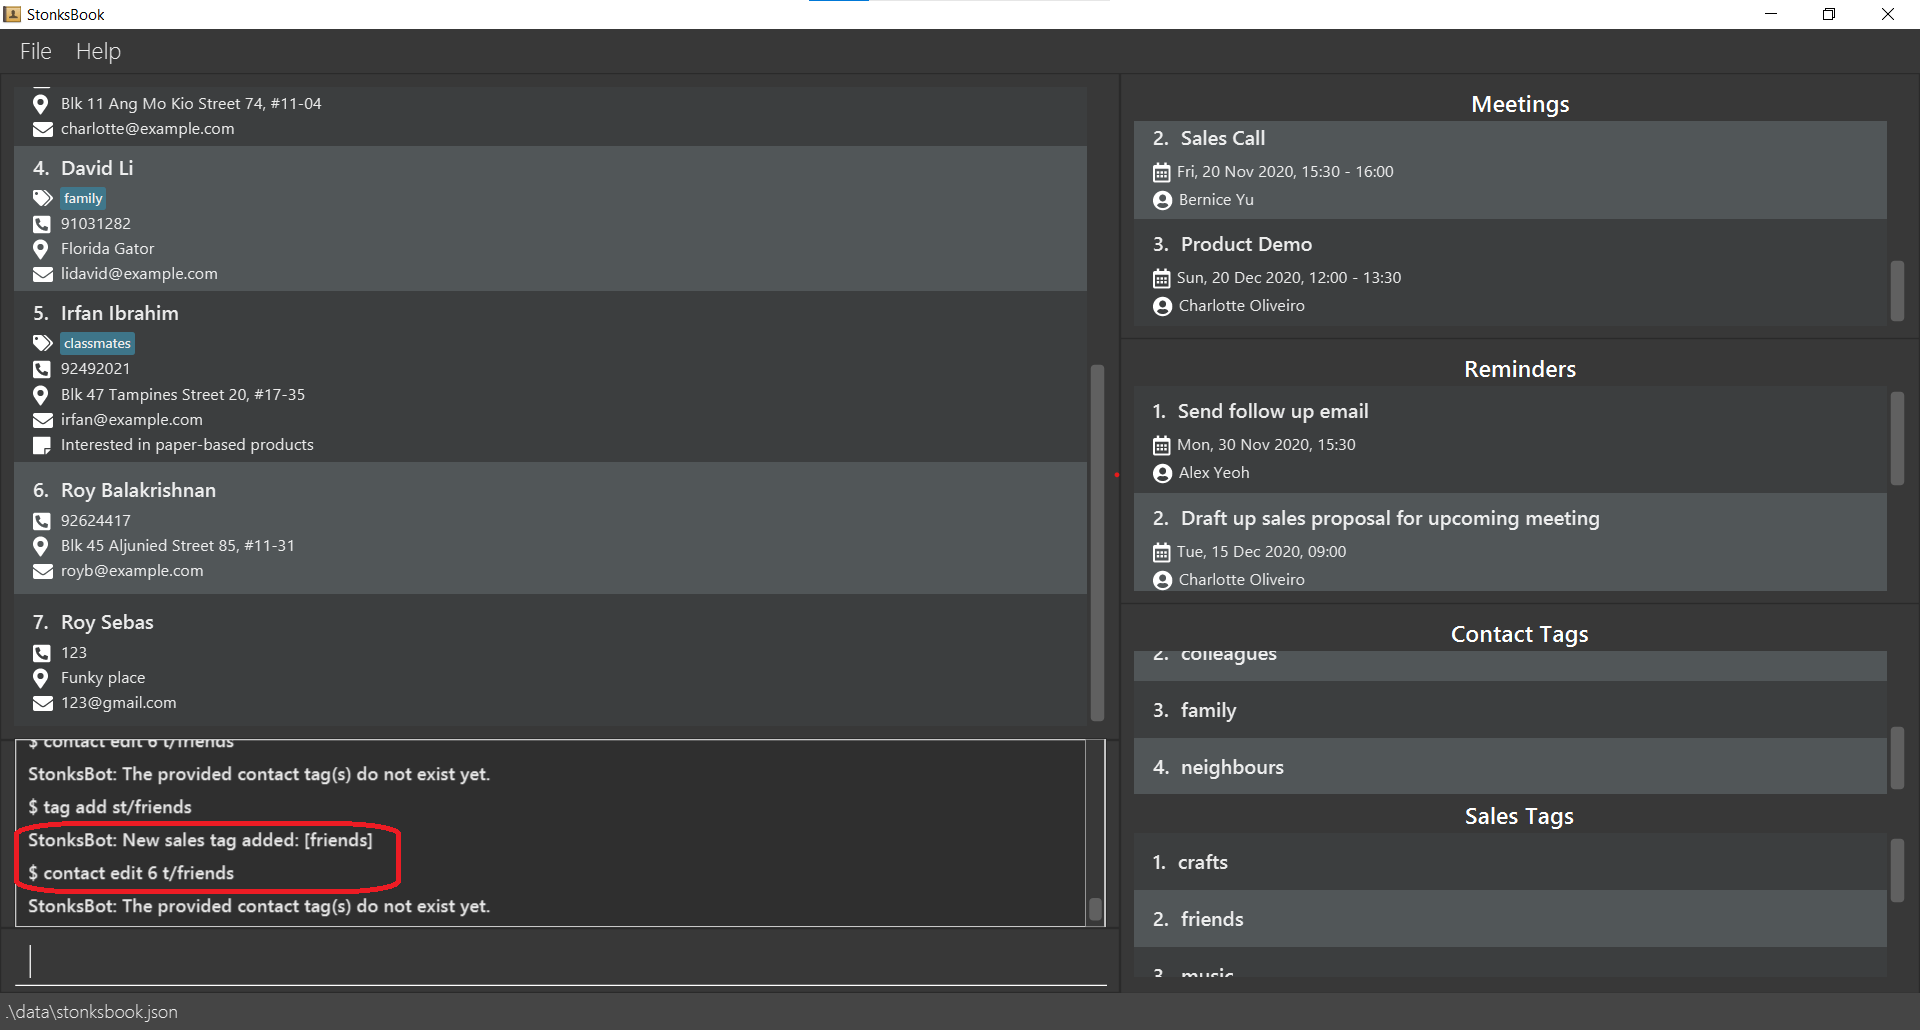 StonksBook
File Help
Blk 11 Ang Mo Kio Street 74, #11-04
charlotte@example.com
4. David Li
family
91031282
Florida Gator
lidavid@example.com
5. Irfan Ibrahim
classmates
92492021
Blk 47 Tampines Street 20, #17-35
irfan@example.com
Interested in paper-based products
6. Roy Balakrishnan
92624417
Blk 45 Aljunied Street 85, #11-31
royb@example.com
7. Roy Sebas
123
Funky place
123@gmail.com
$ contact edit 6 t/friends
StonksBot: The provided contact tag(s) do not exist yet.
$ tag add st/friends
StonksBot: New sales tag added: [friends]
$ contact edit 6 t/friends
StonksBot: The provided contact tag(s) do not exist yet.
Meetings
2. Sales Call
Fri, 20 Nov 2020, 15:30 - 16:00
Bernice Yu
3. Product Demo
Sun, 20 Dec 2020, 12:00 - 13:30
Charlotte Oliveiro
Reminders
1. Send follow up email
Mon, 30 Nov 2020, 15:30
Alex Yeoh
2. Draft up sales proposal for upcoming meeting
Tue, 15 Dec 2020, 09:00
Charlotte Oliveiro
Contact Tags
2. colleagues
3. family
4. neighbours
Sales Tags
1. crafts
2. friends
3. music
.\data\stonksbook.json